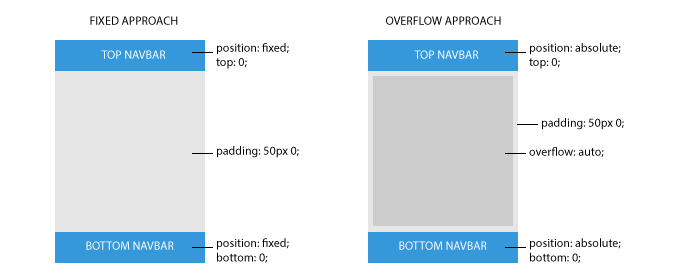 FIXED APPROACH
TOP NAVBAR
position: fixed;
top: 0;
padding: 50px 0;
BOTTOM NAVBAR
position: fixed;
bottom: 0;
OVERFLOW APPROACH
TOP NAVBAR
position: absolute;
top: 0;
padding: 50px 0;
overflow: auto;
BOTTOM NAVBAR
position: absolute;
bottom: 0;